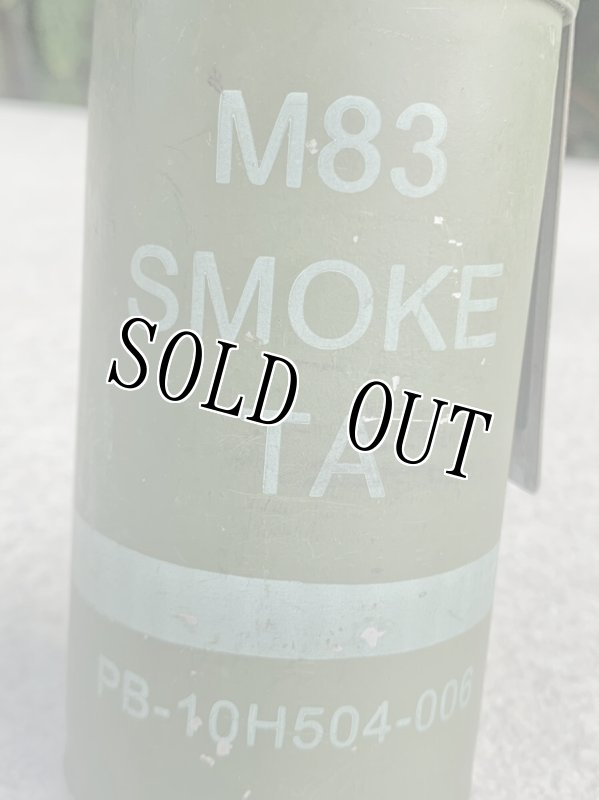 M83
SMOKE
SOLD OUT
TA
PB-10H504-006